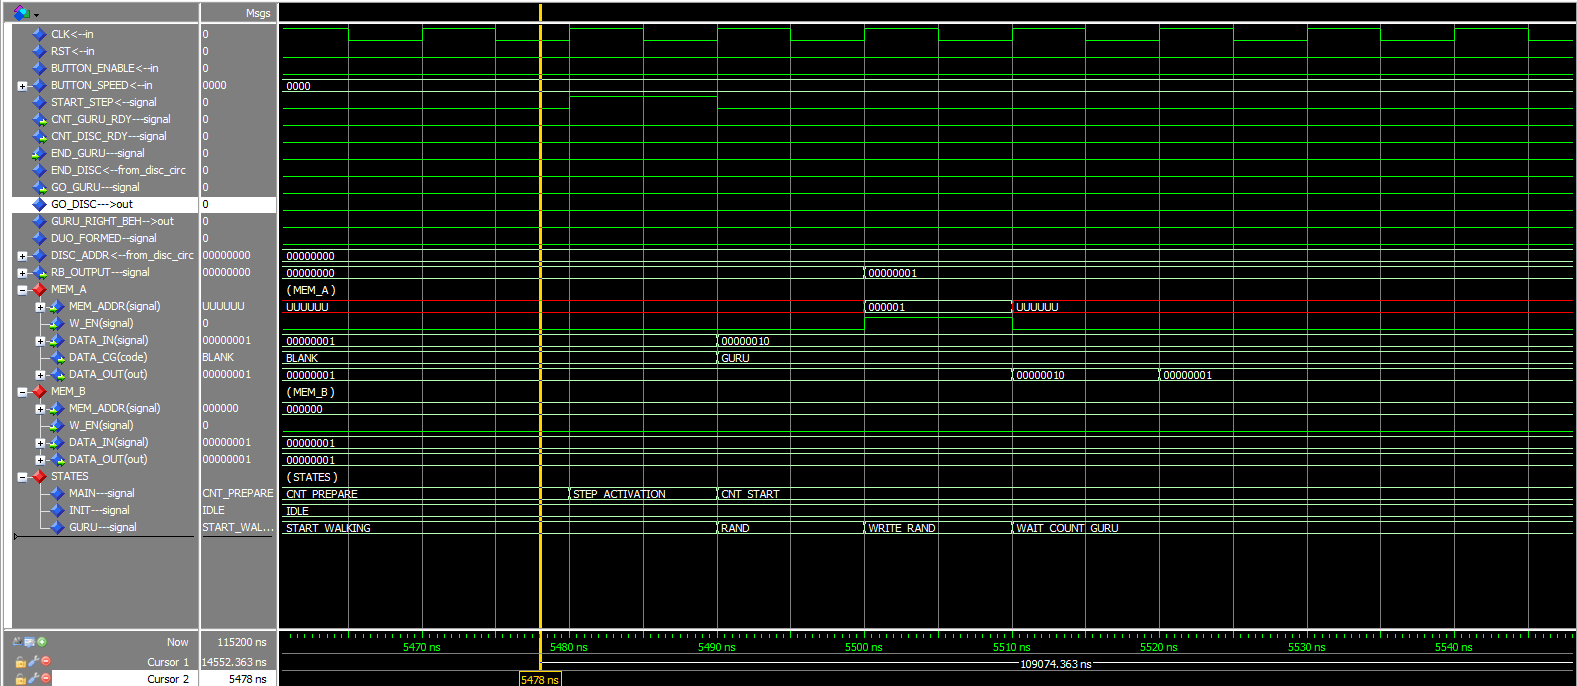 Msgs
CLK<--in 0
RST<--in 0
BUTTON_ENABLE<--in 0
BUTTON_SPEED<--in 0000 0000
START_STEP<--signal 0
CNT_GURU_RDY---signal 0
CNT_DISC_RDY---signal 0
END_GURU---signal 0
END_DISC<--from_disc_circ 0
GO_GURU---signal 0
GO_DISC--->out 0
GURU_RIGHT_BEH-->out 0
DUO_FORMED--signal 0
DISC_ADDR<--from_disc_circ 00000000 00000000
RB_OUTPUT---signal 00000000 00000000 00000001
MEM_A (MEM_A)
MEM_ADDR(signal) UUUUUU UUUUUU 000001 UUUUUU
W_EN(signal) 0
DATA_IN(signal) 00000001 00000001 00000010
DATA_CG(code) BLANK BLANK GURU
DATA_OUT(out) 00000001 00000001 00000010 00000001
MEM_B (MEM_B)
MEM_ADDR(signal) 000000 000000
W_EN(signal) 0
DATA_IN(signal) 00000001 00000001
DATA_OUT(out) 00000001 00000001
STATES (STATES)
MAIN---signal CNT_PREPARE CNT_PREPARE STEP_ACTIVATION CNT_START
INIT---signal IDLE IDLE
GURU---signal START_WAL... START_WALKING RAND WRITE_RAND WAIT_COUNT_GURU
Now 115200 ns 5470 ns 5480 ns 5490 ns 5500 ns 5510 ns 5520 ns 5530 ns 5540 ns
Cursor 1 14552.363 ns 109074.363 ns
Cursor 2 5478 ns 5478 ns